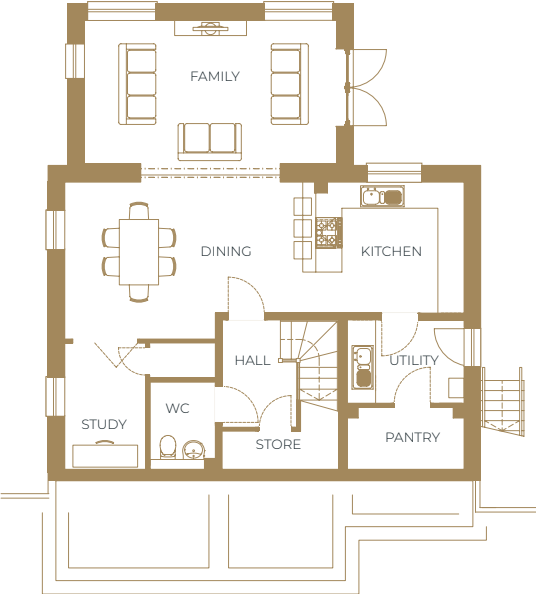 FAMILY
DINING
KITCHEN
HALL
UTILITY
WC
STUDY
STORE
PANTRY